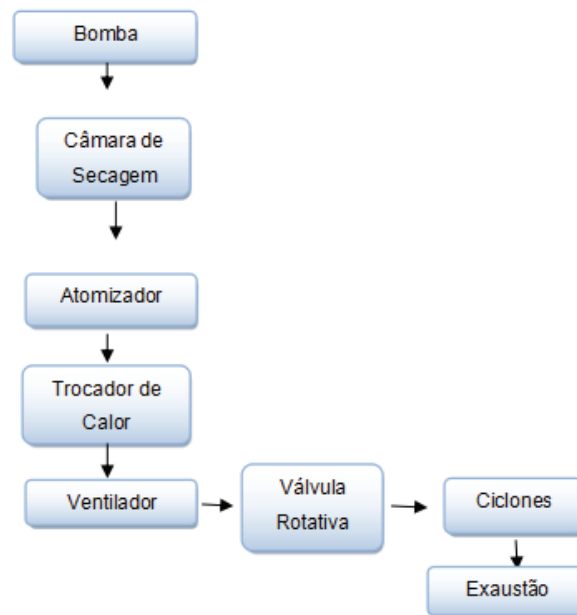 Bomba
Câmara de
Secagem
Atomizador
Trocador de
Calor
Ventilador
Válvula
Rotativa
Ciclones
Exaustão